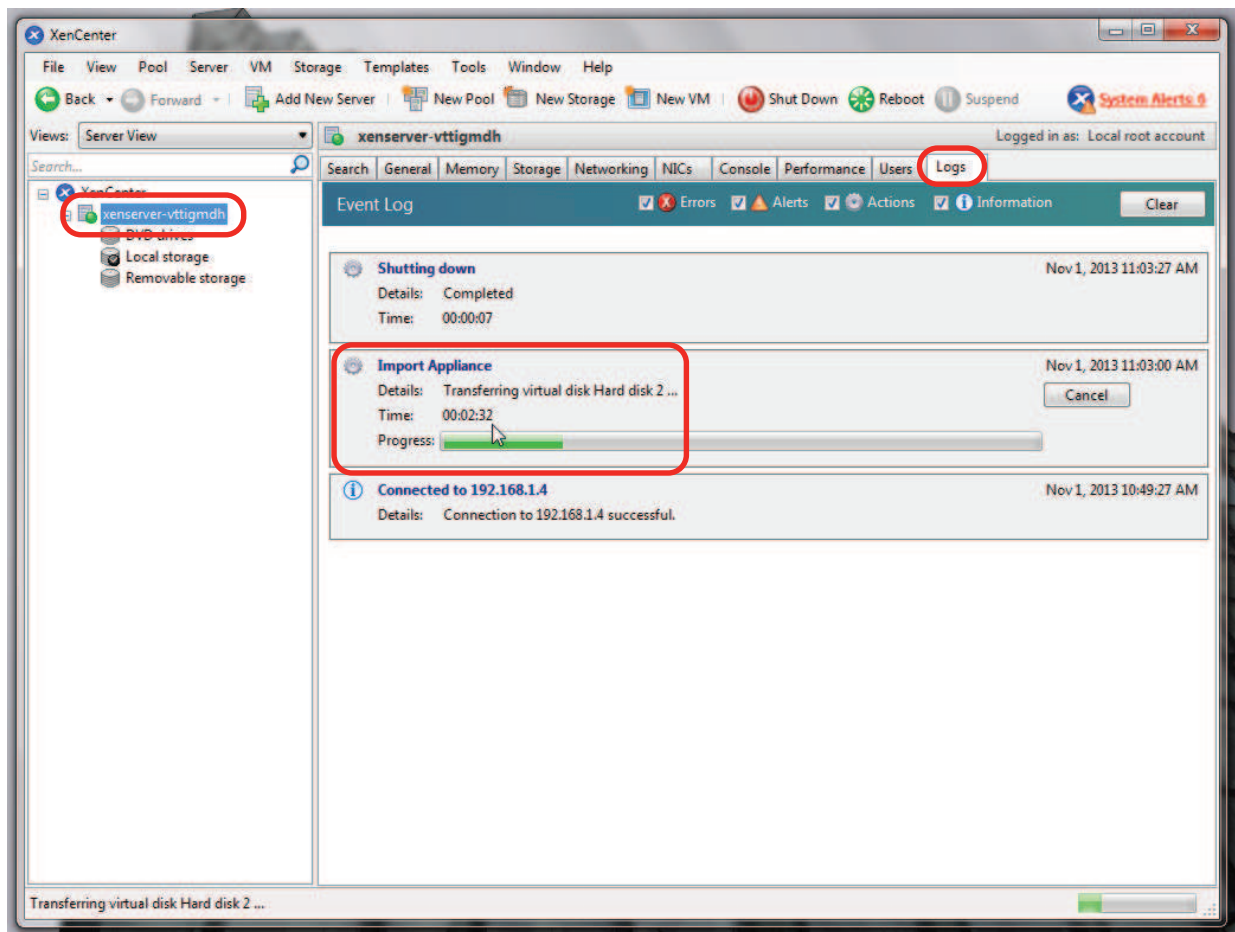 XenCenter
File View Pool Server VM Storage Templates Tools Window Help
Back Forward Add New Server New Pool New Storage New VM Shut Down Reboot Suspend System Alerts: 6
Views: Server View
xenserver-vttigmdh Logged in as: Local root account
Search...
Search General Memory Storage Networking NICs Console Performance Users Logs
XenCenter
xenserver-vttigmdh
DVD drives
Local storage
Removable storage
Event Log Errors Alerts Actions Information Clear
Shutting down Nov 1, 2013 11:03:27 AM
Details: Completed
Time: 00:00:07
Import Appliance Nov 1, 2013 11:03:00 AM
Details: Transferring virtual disk Hard disk 2 ... Cancel
Time: 00:02:32
Progress:
Connected to 192.168.1.4 Nov 1, 2013 10:49:27 AM
Details: Connection to 192.168.1.4 successful.
Transferring virtual disk Hard disk 2 ...